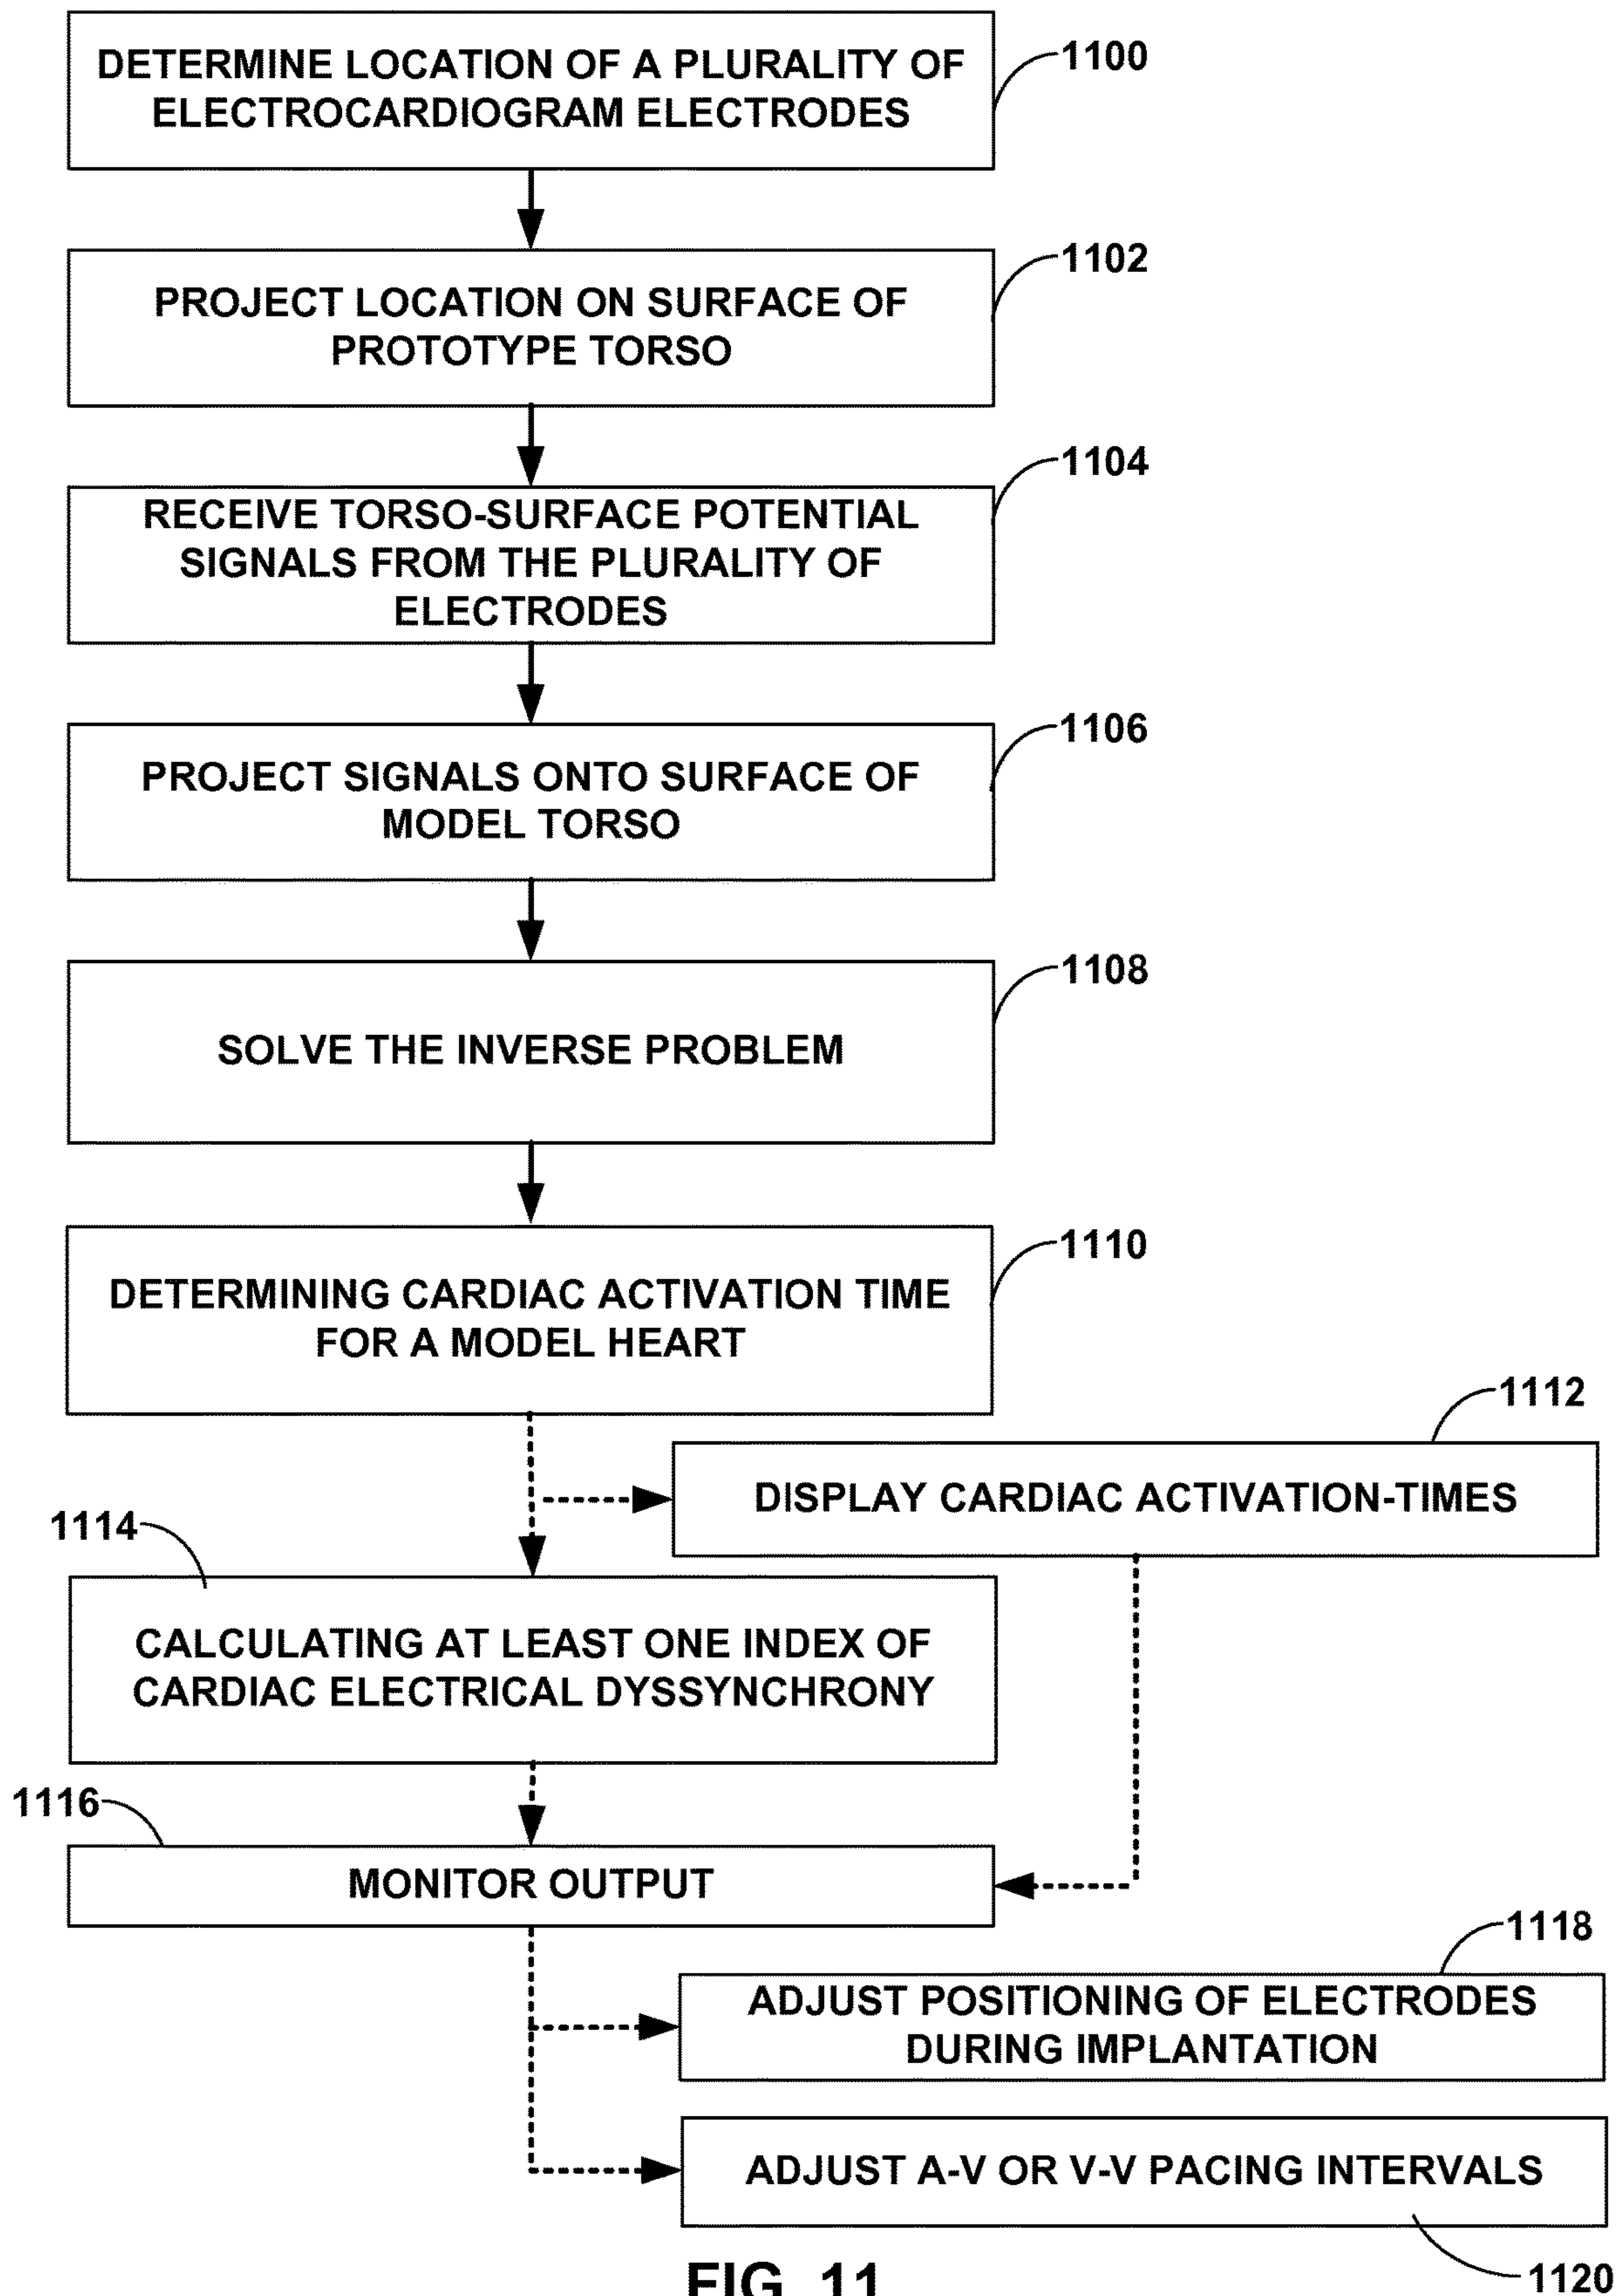 DETERMINE LOCATION OF A PLURALITY OF
ELECTROCARDIOGRAM ELECTRODES
1100
PROJECT LOCATION ON SURFACE OF
PROTOTYPE TORSO
1102
RECEIVE TORSO-SURFACE POTENTIAL
SIGNALS FROM THE PLURALITY OF
ELECTRODES
1104
PROJECT SIGNALS ONTO SURFACE OF
MODEL TORSO
1106
SOLVE THE INVERSE PROBLEM
1108
DETERMINING CARDIAC ACTIVATION TIME
FOR A MODEL HEART
1110
1112
DISPLAY CARDIAC ACTIVATION-TIMES
1114
CALCULATING AT LEAST ONE INDEX OF
CARDIAC ELECTRICAL DYSSYNCHRONY
1116
MONITOR OUTPUT
1118
ADJUST POSITIONING OF ELECTRODES
DURING IMPLANTATION
ADJUST A-V OR V-V PACING INTERVALS
1120
FIG. 11